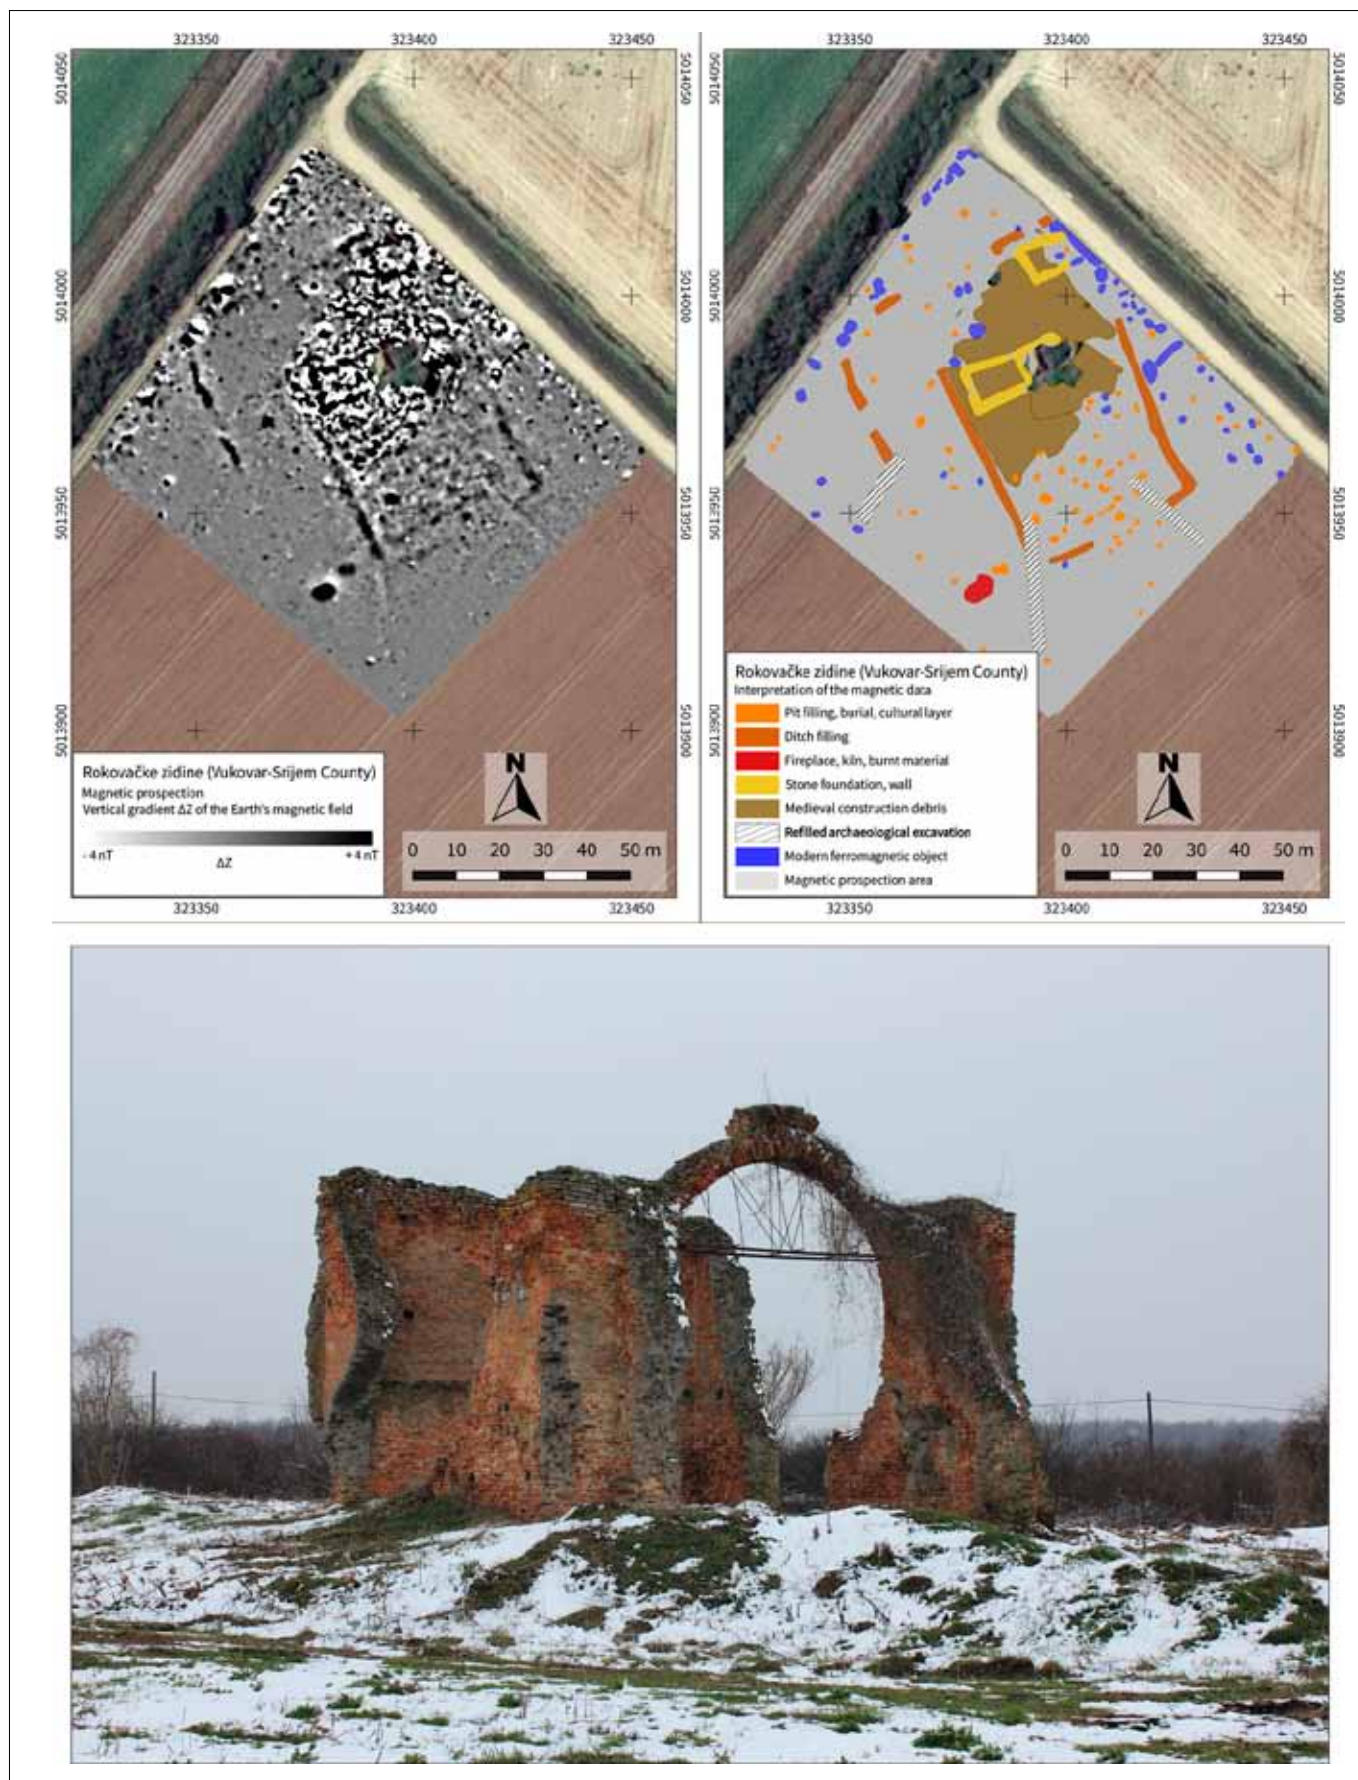 323350 323400 323450
323350 323400 323450
5014050
5014000
5013950
5013900
5014050
5014000
5013950
5013900
5014050
5014000
5013950
5013900
5014050
5014000
5013950
5013900
Rokovačke zidine (Vukovar-Srijem County)
Magnetic prospection
Vertical gradient ΔZ of the Earth's magnetic field
- 4 nT ΔZ + 4 nT
N
0 10 20 30 40 50 m
Rokovačke zidine (Vukovar-Srijem County)
Interpretation of the magnetic data
Pit filling, burial, cultural layer
Ditch filling
Fireplace, kiln, burnt material
Stone foundation, wall
Medieval construction debris
Refilled archaeological excavation
Modern ferromagnetic object
Magnetic prospection area
N
0 10 20 30 40 50 m
323350 323400 323450
323350 323400 323450